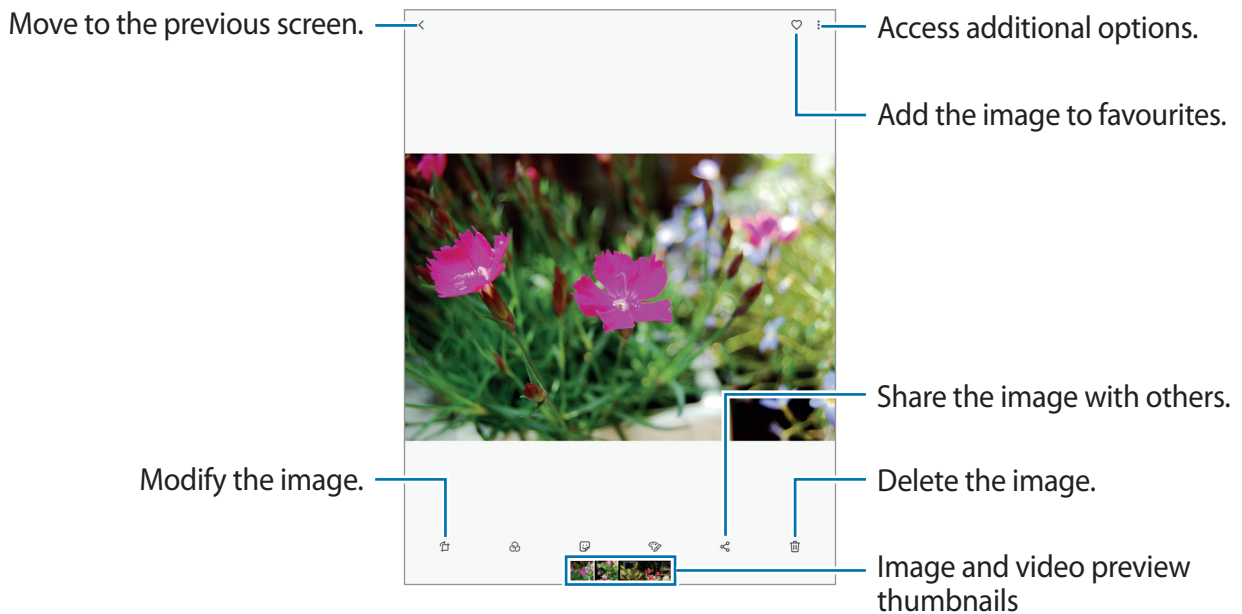 Move to the previous screen.
Access additional options.
Add the image to favourites.
Share the image with others.
Modify the image.
Delete the image.
Image and video preview
thumbnails